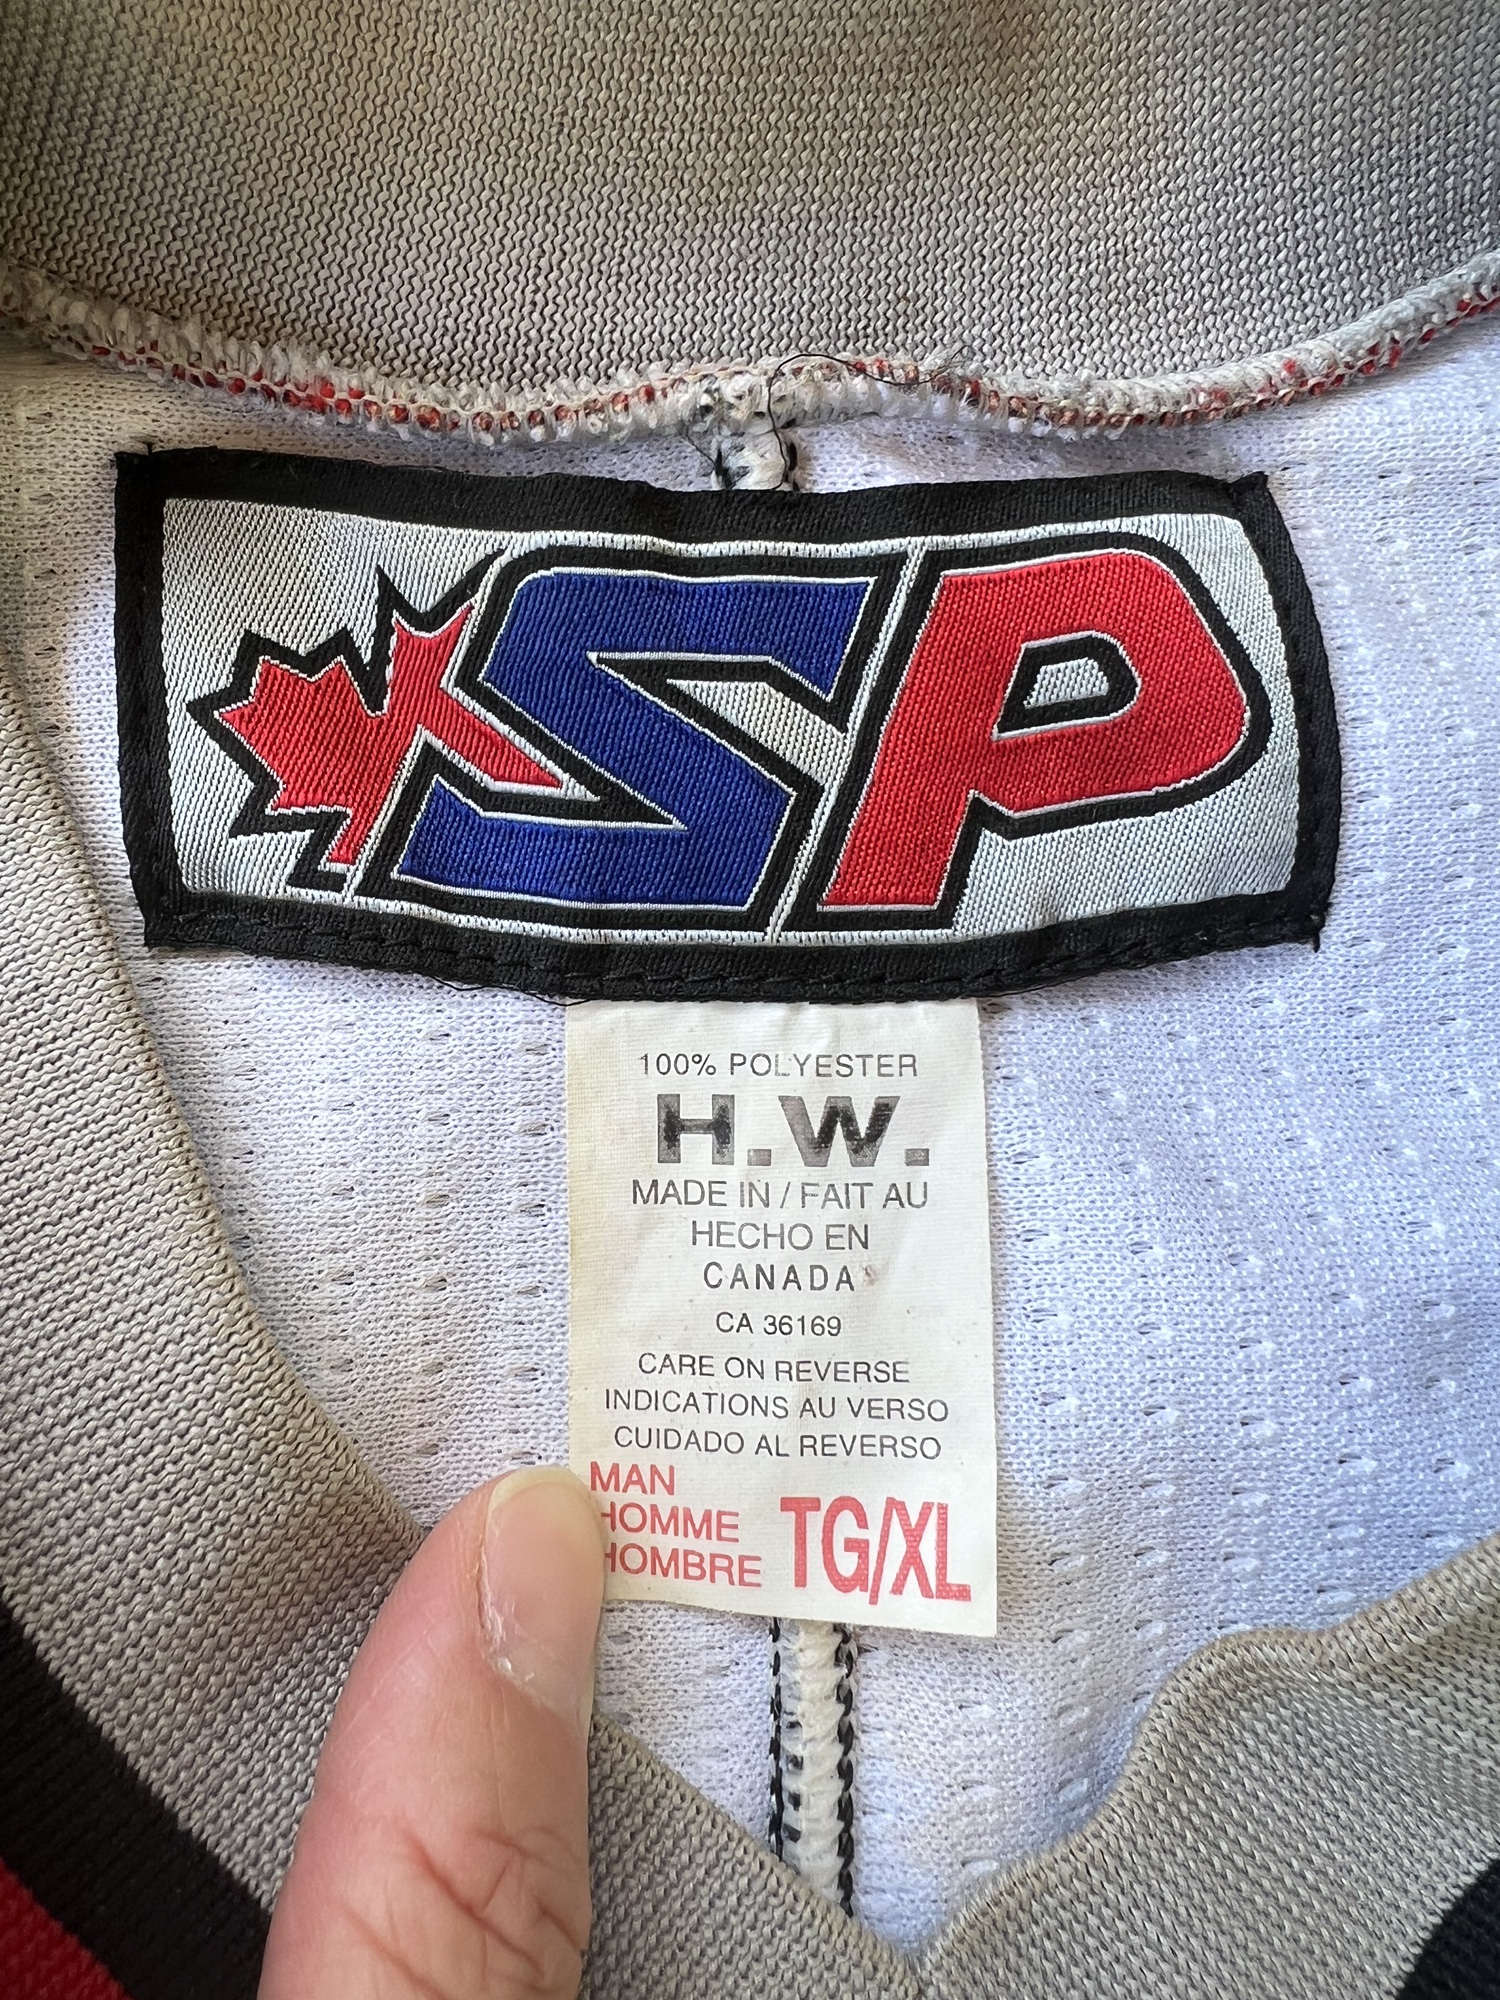 SP
100% POLYESTER
H.W.
MADE IN / FAIT AU
HECHO EN
CANADA
CA 36169
CARE ON REVERSE
INDICATIONS AU VERSO
CUIDADO AL REVERSO
MAN
HOMME
HOMBRE
TG/XL